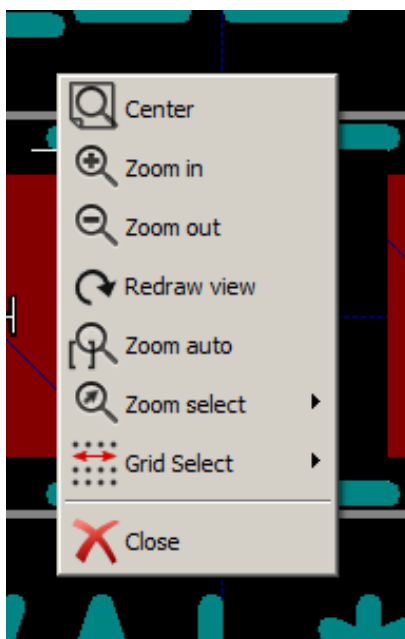 Center
Zoom in
Zoom out
Redraw view
Zoom auto
Zoom select
Grid Select
Close